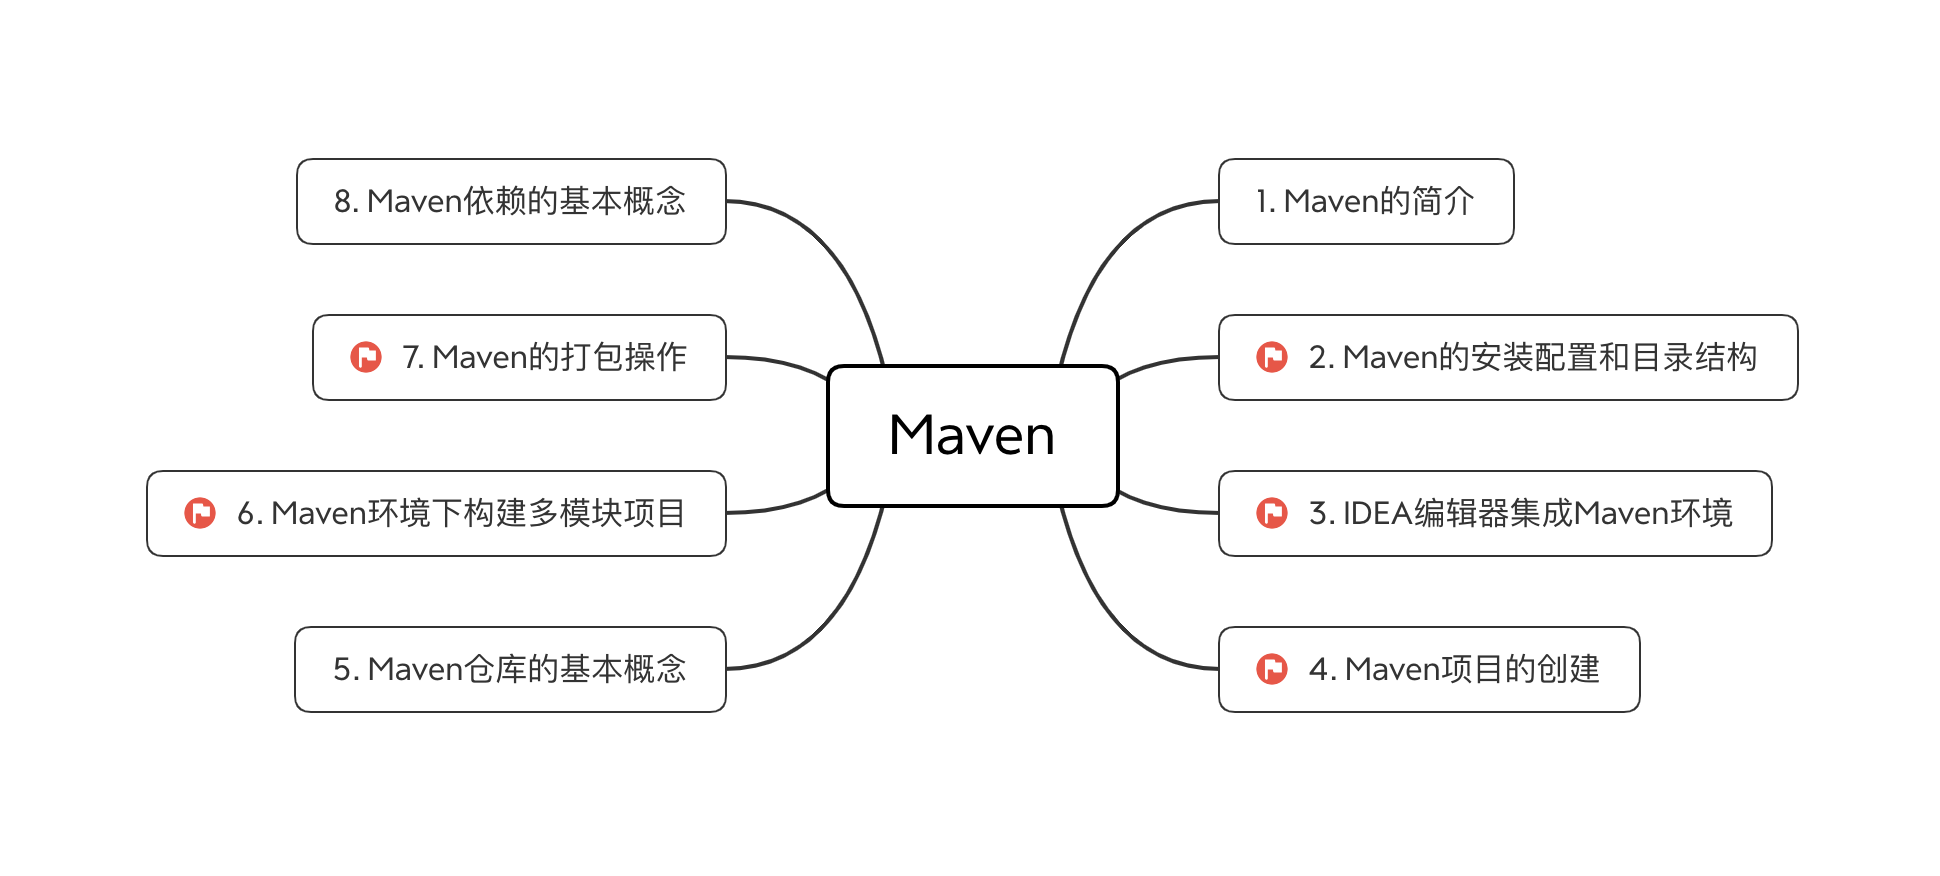 Maven
1. Maven的简介
2. Maven的安装配置和目录结构
3. IDEA编辑器集成Maven环境
4. Maven项目的创建
5. Maven仓库的基本概念
6. Maven环境下构建多模块项目
7. Maven的打包操作
8. Maven依赖的基本概念